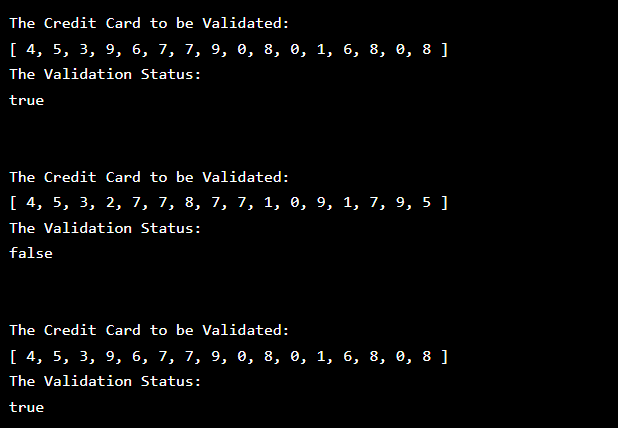 The Credit Card to be Validated:
[ 4, 5, 3, 9, 6, 7, 7, 9, 0, 8, 0, 1, 6, 8, 0, 8 ]
The Validation Status:
true
The Credit Card to be Validated:
[ 4, 5, 3, 2, 7, 7, 8, 7, 7, 1, 0, 9, 1, 7, 9, 5 ]
The Validation Status:
false
The Credit Card to be Validated:
[ 4, 5, 3, 9, 6, 7, 7, 9, 0, 8, 0, 1, 6, 8, 0, 8 ]
The Validation Status:
true